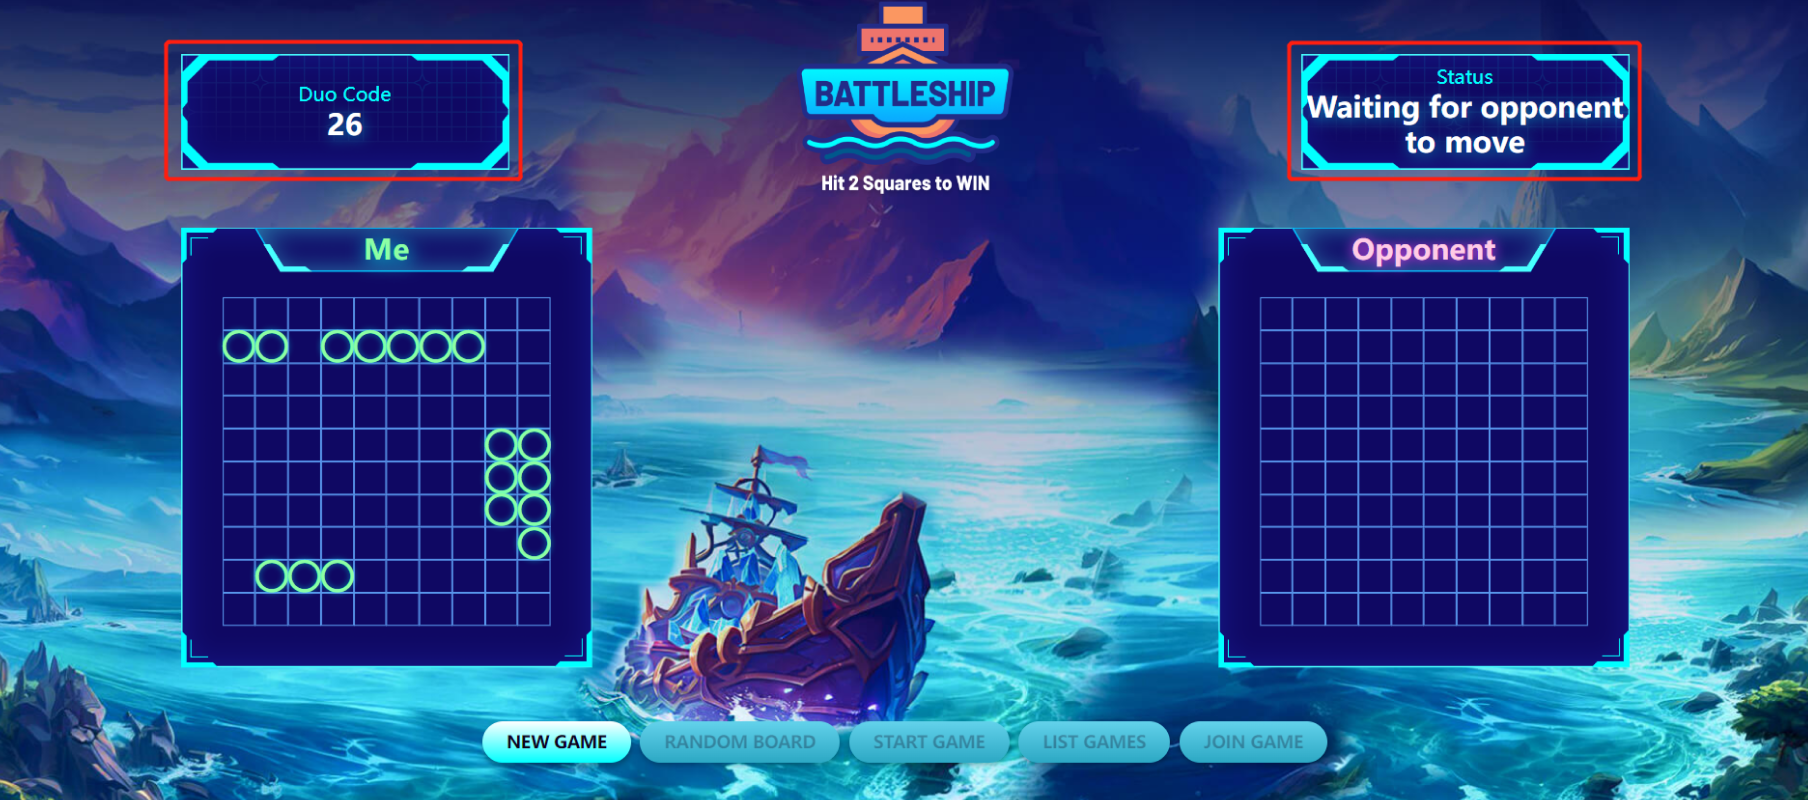 Duo Code
26
BATTLESHIP
Hit 2 Squares to WIN
Status
Waiting for opponent
to move
Me
Opponent
NEW GAME
RANDOM BOARD
START GAME
LIST GAMES
JOIN GAME